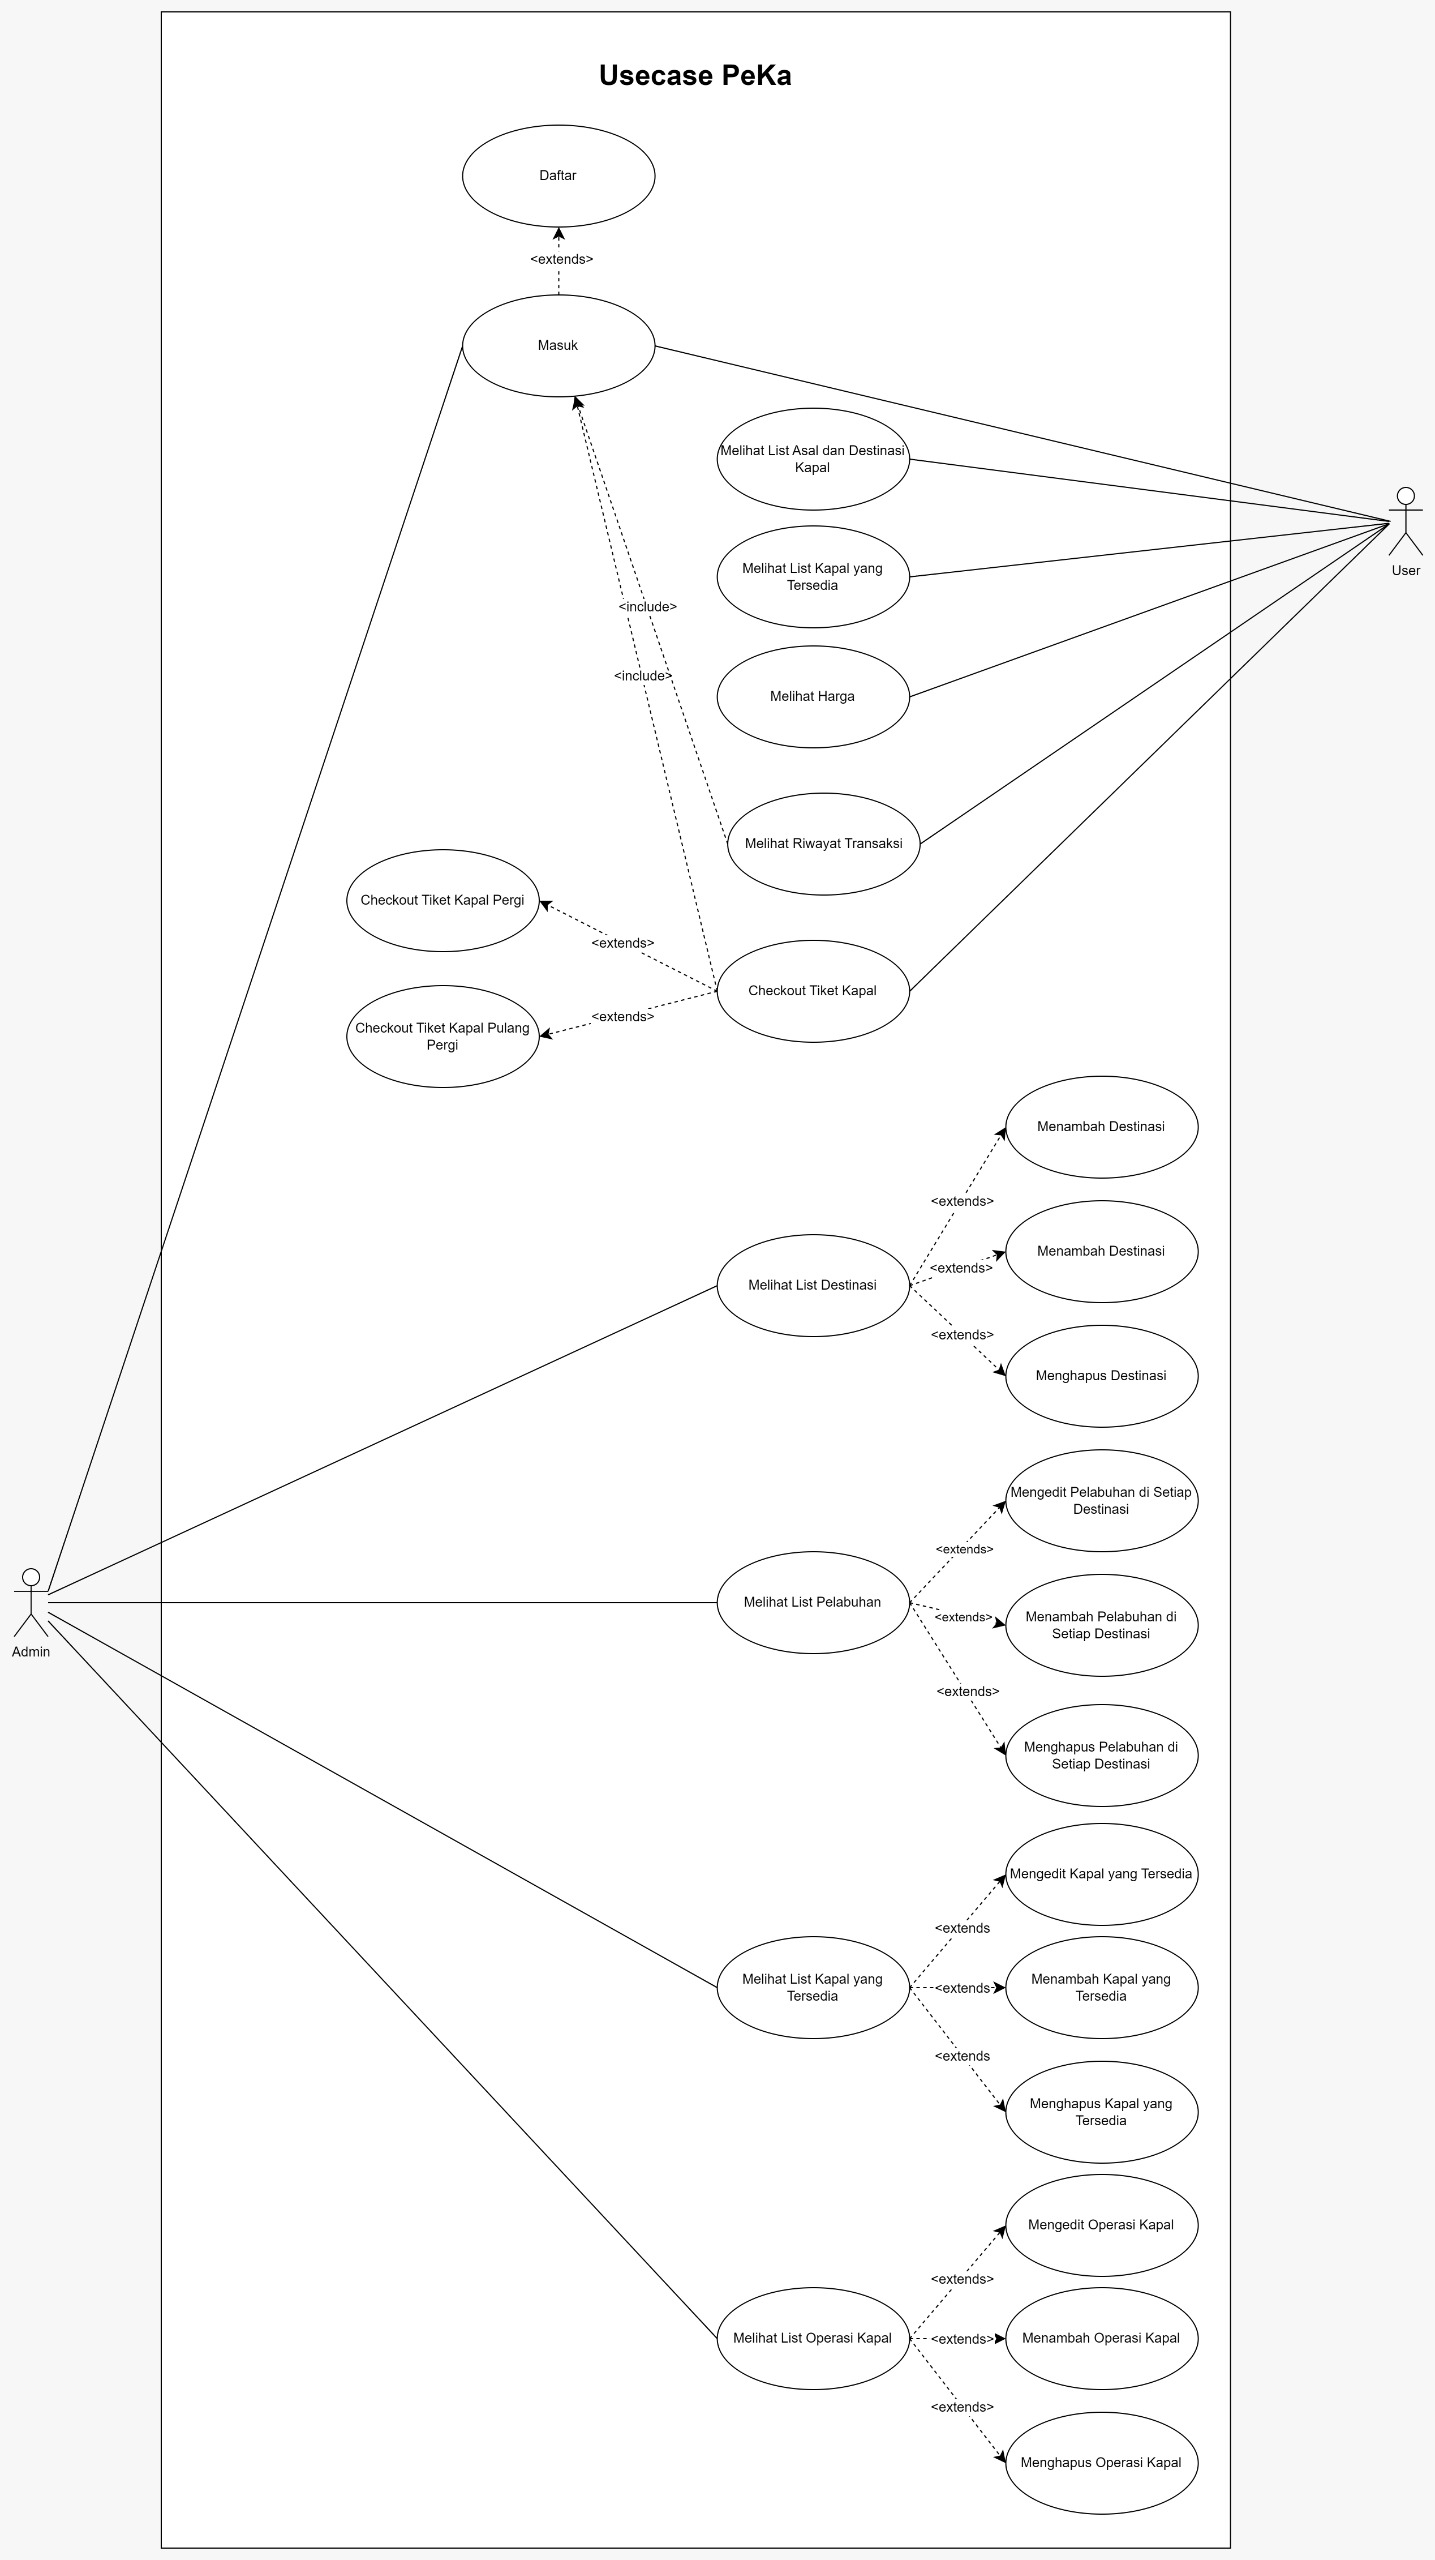 Usecase PeKa
Daftar
<extends>
Masuk
Melihat List Asal dan Destinasi
Kapal
User
Melihat List Kapal yang
Tersedia
<include>
<include>
Melihat Harga
Melihat Riwayat Transaksi
Checkout Tiket Kapal Pergi
<extends>
Checkout Tiket Kapal
<extends>
Checkout Tiket Kapal Pulang
Pergi
Menambah Destinasi
<extends>
Menambah Destinasi
<extends>
Melihat List Destinasi
<extends>
Menghapus Destinasi
Mengedit Pelabuhan di Setiap
Destinasi
<extends>
Melihat List Pelabuhan
<extends>
Menambah Pelabuhan di
Setiap Destinasi
Admin
<extends>
Menghapus Pelabuhan di
Setiap Destinasi
Mengedit Kapal yang Tersedia
<extends
Melihat List Kapal yang
Tersedia
<extends
Menambah Kapal yang
Tersedia
<extends
Menghapus Kapal yang
Tersedia
Mengedit Operasi Kapal
<extends>
Melihat List Operasi Kapal
<extends>
Menambah Operasi Kapal
<extends>
Menghapus Operasi Kapal